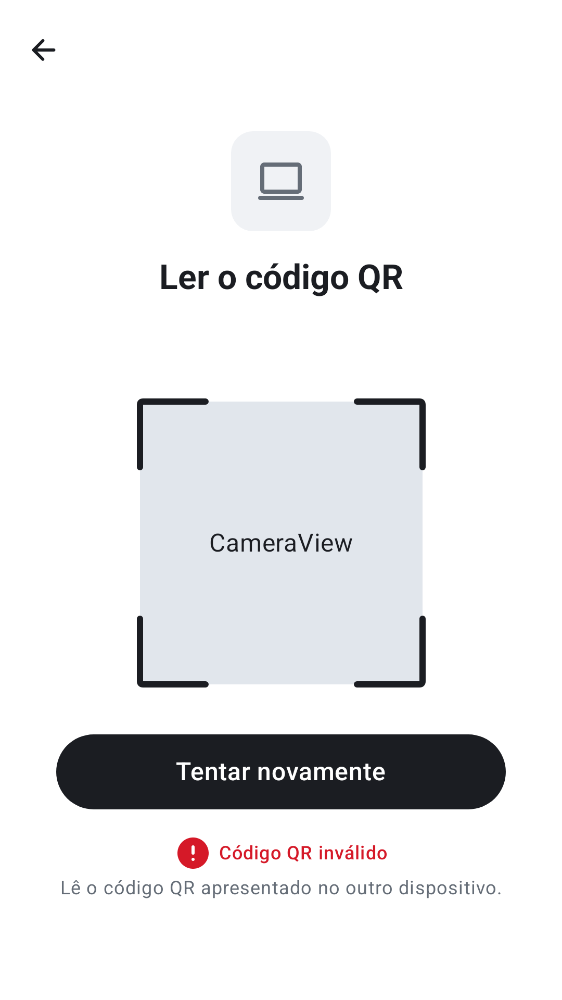 Ler o código QR
CameraView
Tentar novamente
Código QR inválido
Lê o código QR apresentado no outro dispositivo.